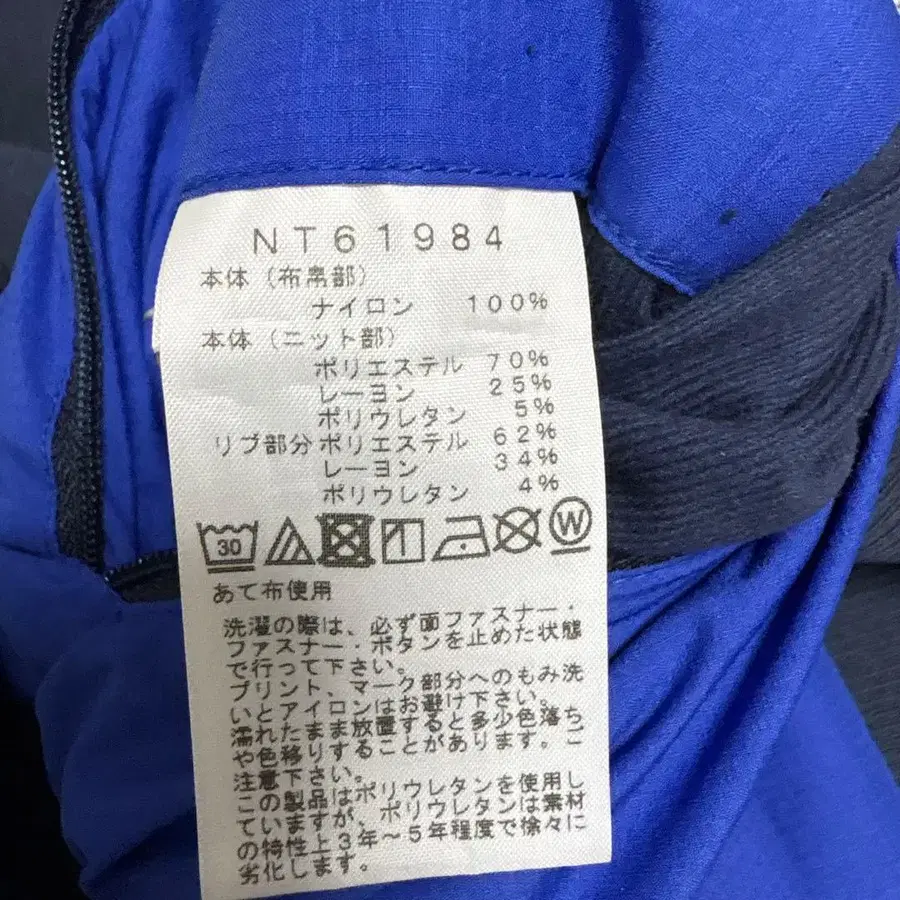 NT61984
本体（布帛部）
ナイロン 100%
本体（ニット部）
ポリエステル 70%
レーヨン 25%
ポリウレタン 5%
リブ部分 ポリエステル 62%
レーヨン 34%
ポリウレタン 4%
30 W
あて布使用
洗濯の際は、必ず面ファスナー・
ファスナー・ボタンを止めた状態
で行って下さい。
プリント、マーク部分へのもみ洗
いとアイロンはお避け下さい。
濡れたまま放置すると多少色落ち
や色移りすることがあります。ご
注意下さい。
この製品はポリウレタンを使用し
ていますが、ポリウレタンは素材
の特性上3年～5年程度で徐々に
劣化します。